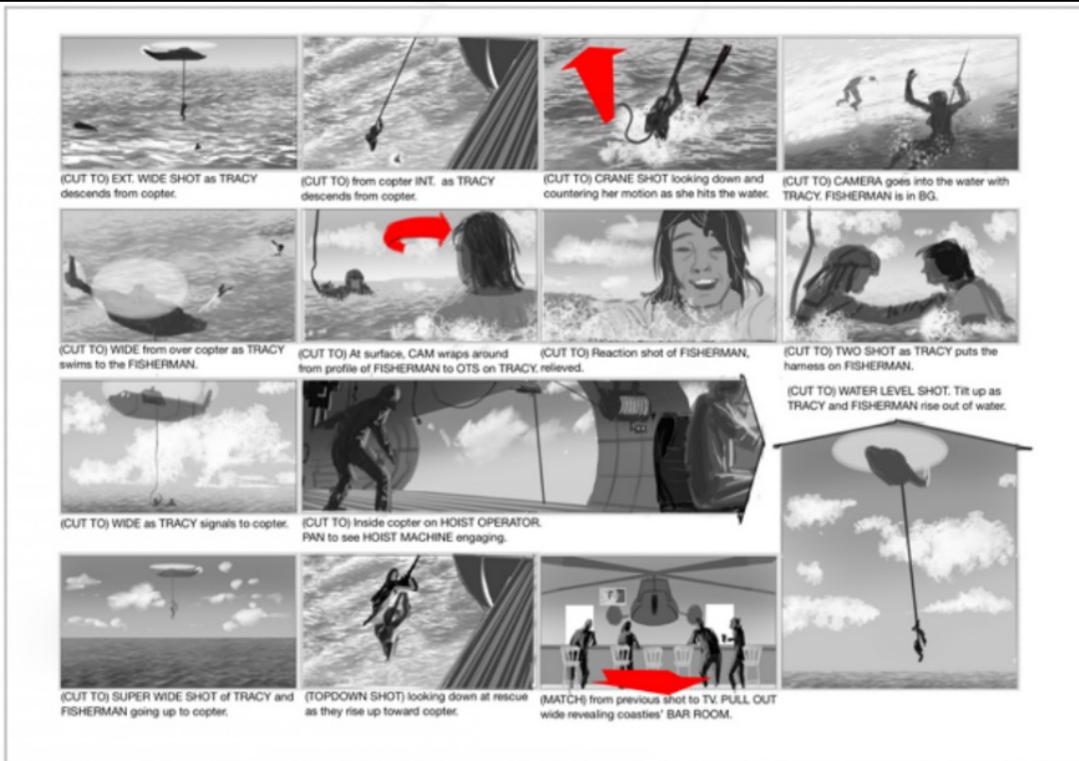 (CUT TO) EXT. WIDE SHOT as TRACY
descends from copter.
(CUT TO) from copter INT. as TRACY
descends from copter.
(CUT TO) CRANE SHOT looking down and
countering her motion as she hits the water.
(CUT TO) CAMERA goes into the water with
TRACY. FISHERMAN is in BG.
(CUT TO) WIDE from over copter as TRACY
swims to the FISHERMAN.
(CUT TO) At surface, CAM wraps around
from profile of FISHERMAN to OTS on TRACY.
(CUT TO) Reaction shot of FISHERMAN,
relieved.
(CUT TO) TWO SHOT as TRACY puts the
harness on FISHERMAN.
(CUT TO) WATER LEVEL SHOT. Tilt up as
TRACY and FISHERMAN rise out of water.
(CUT TO) WIDE as TRACY signals to copter.
(CUT TO) Inside copter on HOIST OPERATOR.
PAN to see HOIST MACHINE engaging.
(CUT TO) SUPER WIDE SHOT of TRACY and
FISHERMAN going up to copter.
(TOPDOWN SHOT) looking down at rescue
as they rise up toward copter.
(MATCH) from previous shot to TV. PULL OUT
wide revealing coasties' BAR ROOM.